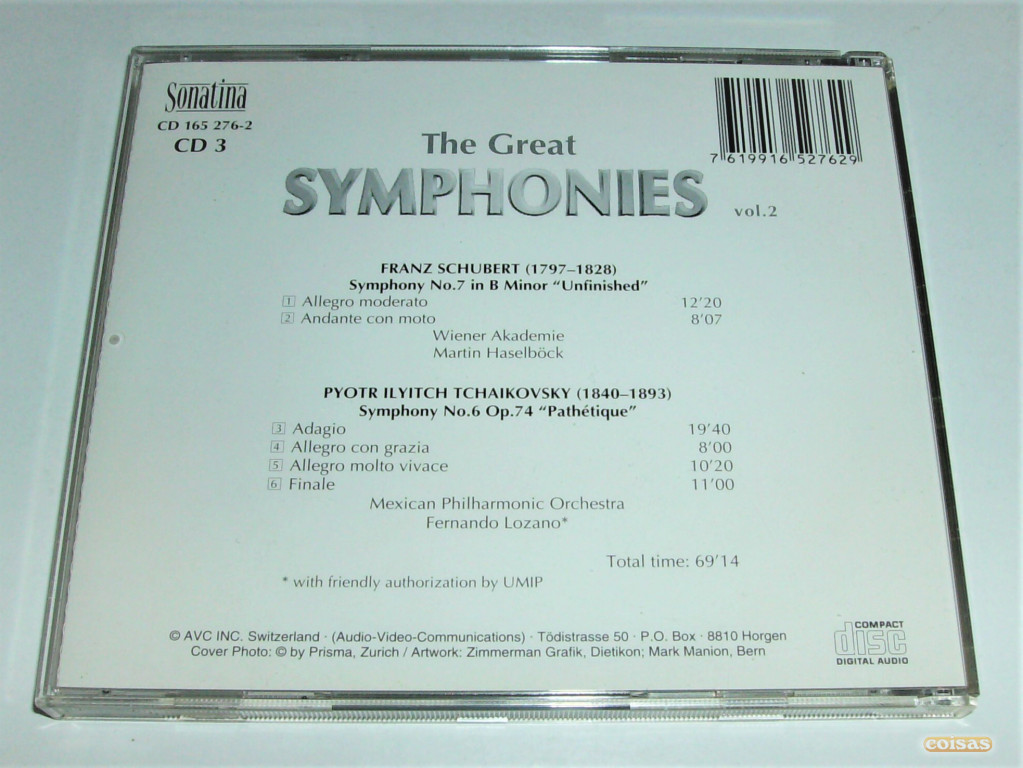 Sonatina
CD 165 276-2
CD 3
7 619916 527629
The Great
SYMPHONIES vol.2
FRANZ SCHUBERT (1797–1828)
Symphony No.7 in B Minor “Unfinished”
1 Allegro moderato 12’20
2 Andante con moto 8’07
Wiener Akademie
Martin Haselböck
PYOTR ILYITCH TCHAIKOVSKY (1840–1893)
Symphony No.6 Op.74 “Pathétique”
3 Adagio 19’40
4 Allegro con grazia 8’00
5 Allegro molto vivace 10’20
6 Finale 11’00
Mexican Philharmonic Orchestra
Fernando Lozano*
Total time: 69’14
* with friendly authorization by UMIP
© AVC INC. Switzerland · (Audio-Video-Communications) · Tödistrasse 50 · P.O. Box · 8810 Horgen
Cover Photo: © by Prisma, Zurich / Artwork: Zimmerman Grafik, Dietikon; Mark Manion, Bern
COMPACT
disc
DIGITAL AUDIO
coisas